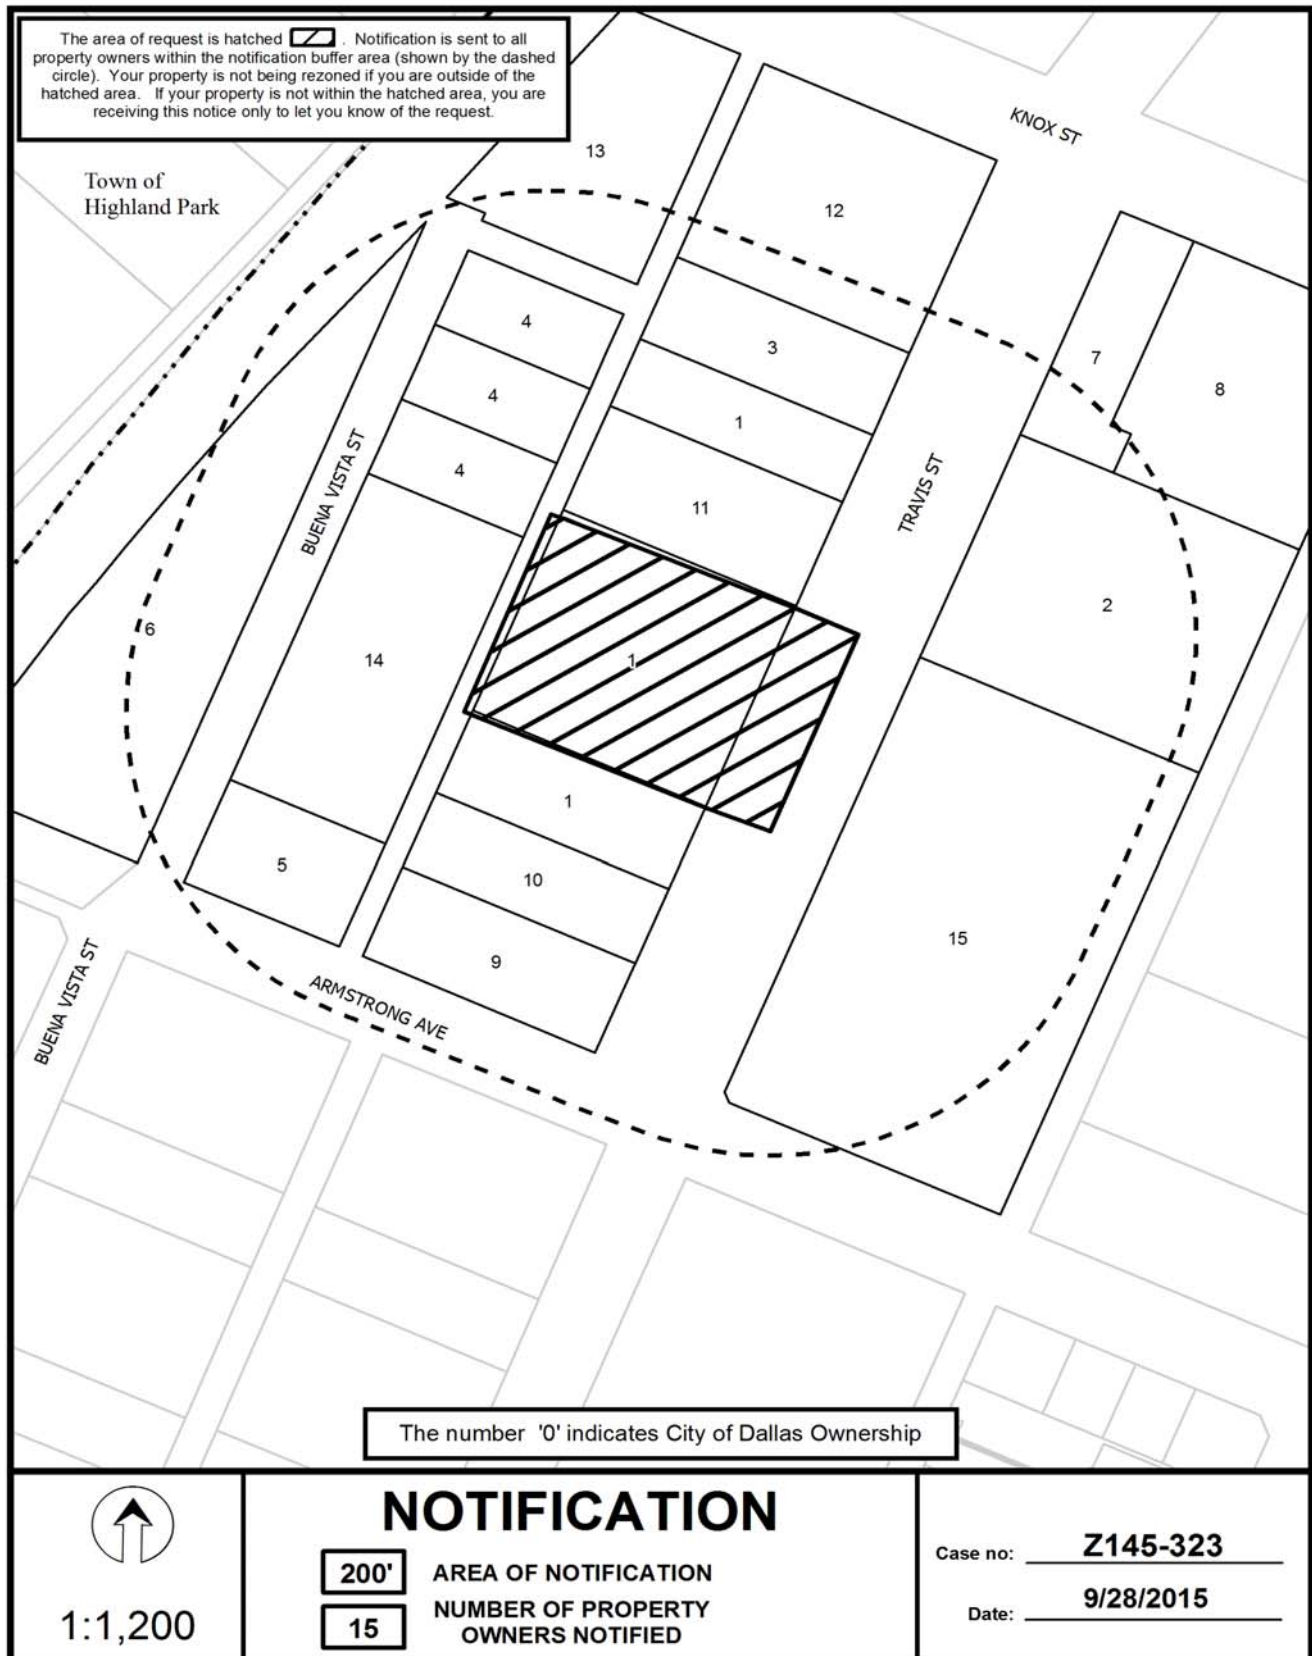 The area of request is hatched . Notification is sent to all
property owners within the notification buffer area (shown by the dashed
circle). Your property is not being rezoned if you are outside of the
hatched area. If your property is not within the hatched area, you are
receiving this notice only to let you know of the request.
KNOX ST
13
Town of
Highland Park
12
4
3
7
8
4
1
4
BUENA VISTA ST
TRAVIS ST
11
2
6
14
1
1
5
10
15
9
ARMSTRONG AVE
BUENA VISTA ST
The number '0' indicates City of Dallas Ownership
NOTIFICATION
200' AREA OF NOTIFICATION
15 NUMBER OF PROPERTY
OWNERS NOTIFIED
1:1,200
Case no: Z145-323
Date: 9/28/2015